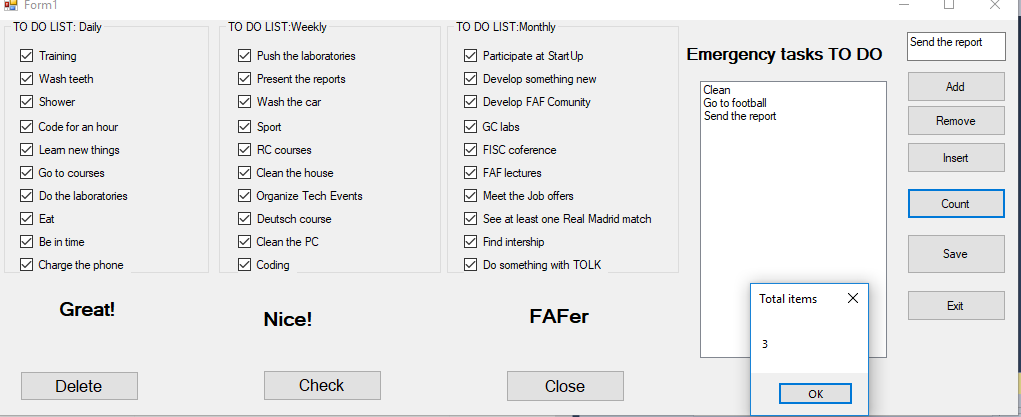 Form1
TO DO LIST: Daily
Training
Wash teeth
Shower
Code for an hour
Learn new things
Go to courses
Do the laboratories
Eat
Be in time
Charge the phone
Great!
Delete
TO DO LIST:Weekly
Push the laboratories
Present the reports
Wash the car
Sport
RC courses
Clean the house
Organize Tech Events
Deutsch course
Clean the PC
Coding
Nice!
Check
TO DO LIST:Monthly
Participate at StartUp
Develop something new
Develop FAF Comunity
GC labs
FISC coference
FAF lectures
Meet the Job offers
See at least one Real Madrid match
Find intership
Do something with TOLK
FAFer
Close
Emergency tasks TO DO
Clean
Go to football
Send the report
Send the report
Add
Remove
Insert
Count
Save
Exit
Total items
3
OK